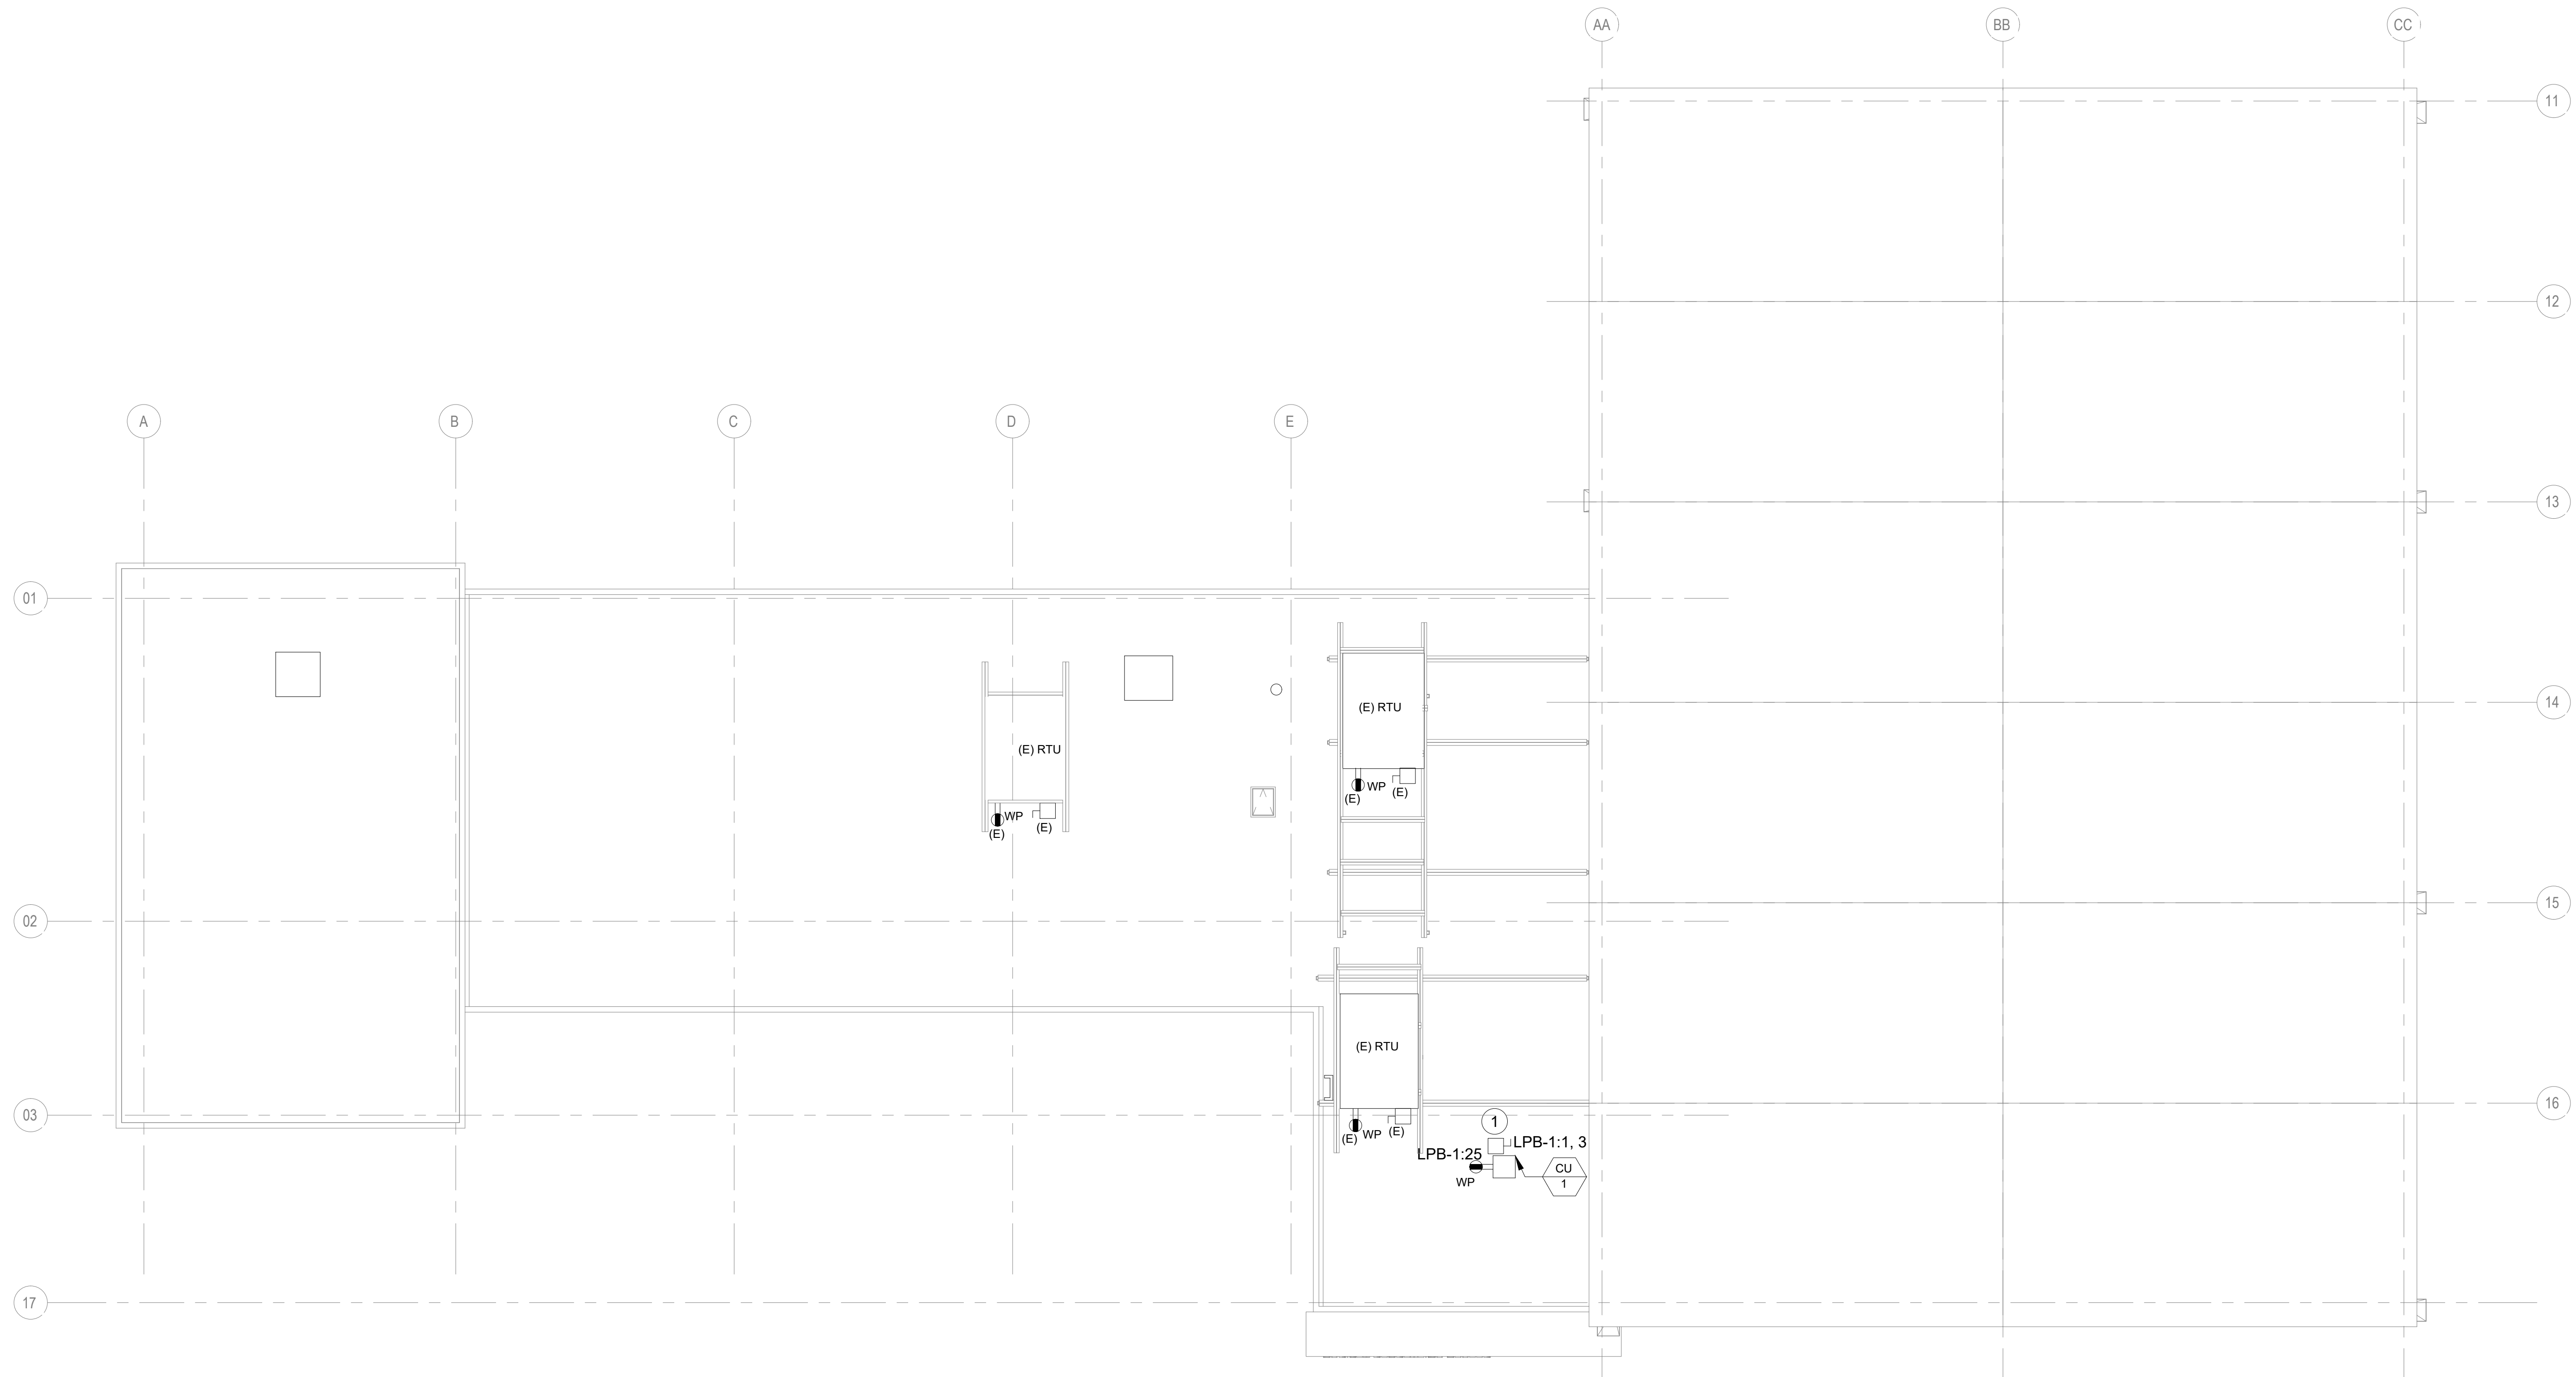 AA
BB
CC
11
12
13
A
B
C
D
E
01
14
(E) RTU
(E) RTU
WP
(E)
(E)
WP
(E)
(E)
15
02
(E) RTU
16
03
1
(E)
WP
(E)
LPB-1:1, 3
LPB-1:25
WP
CU
1
17